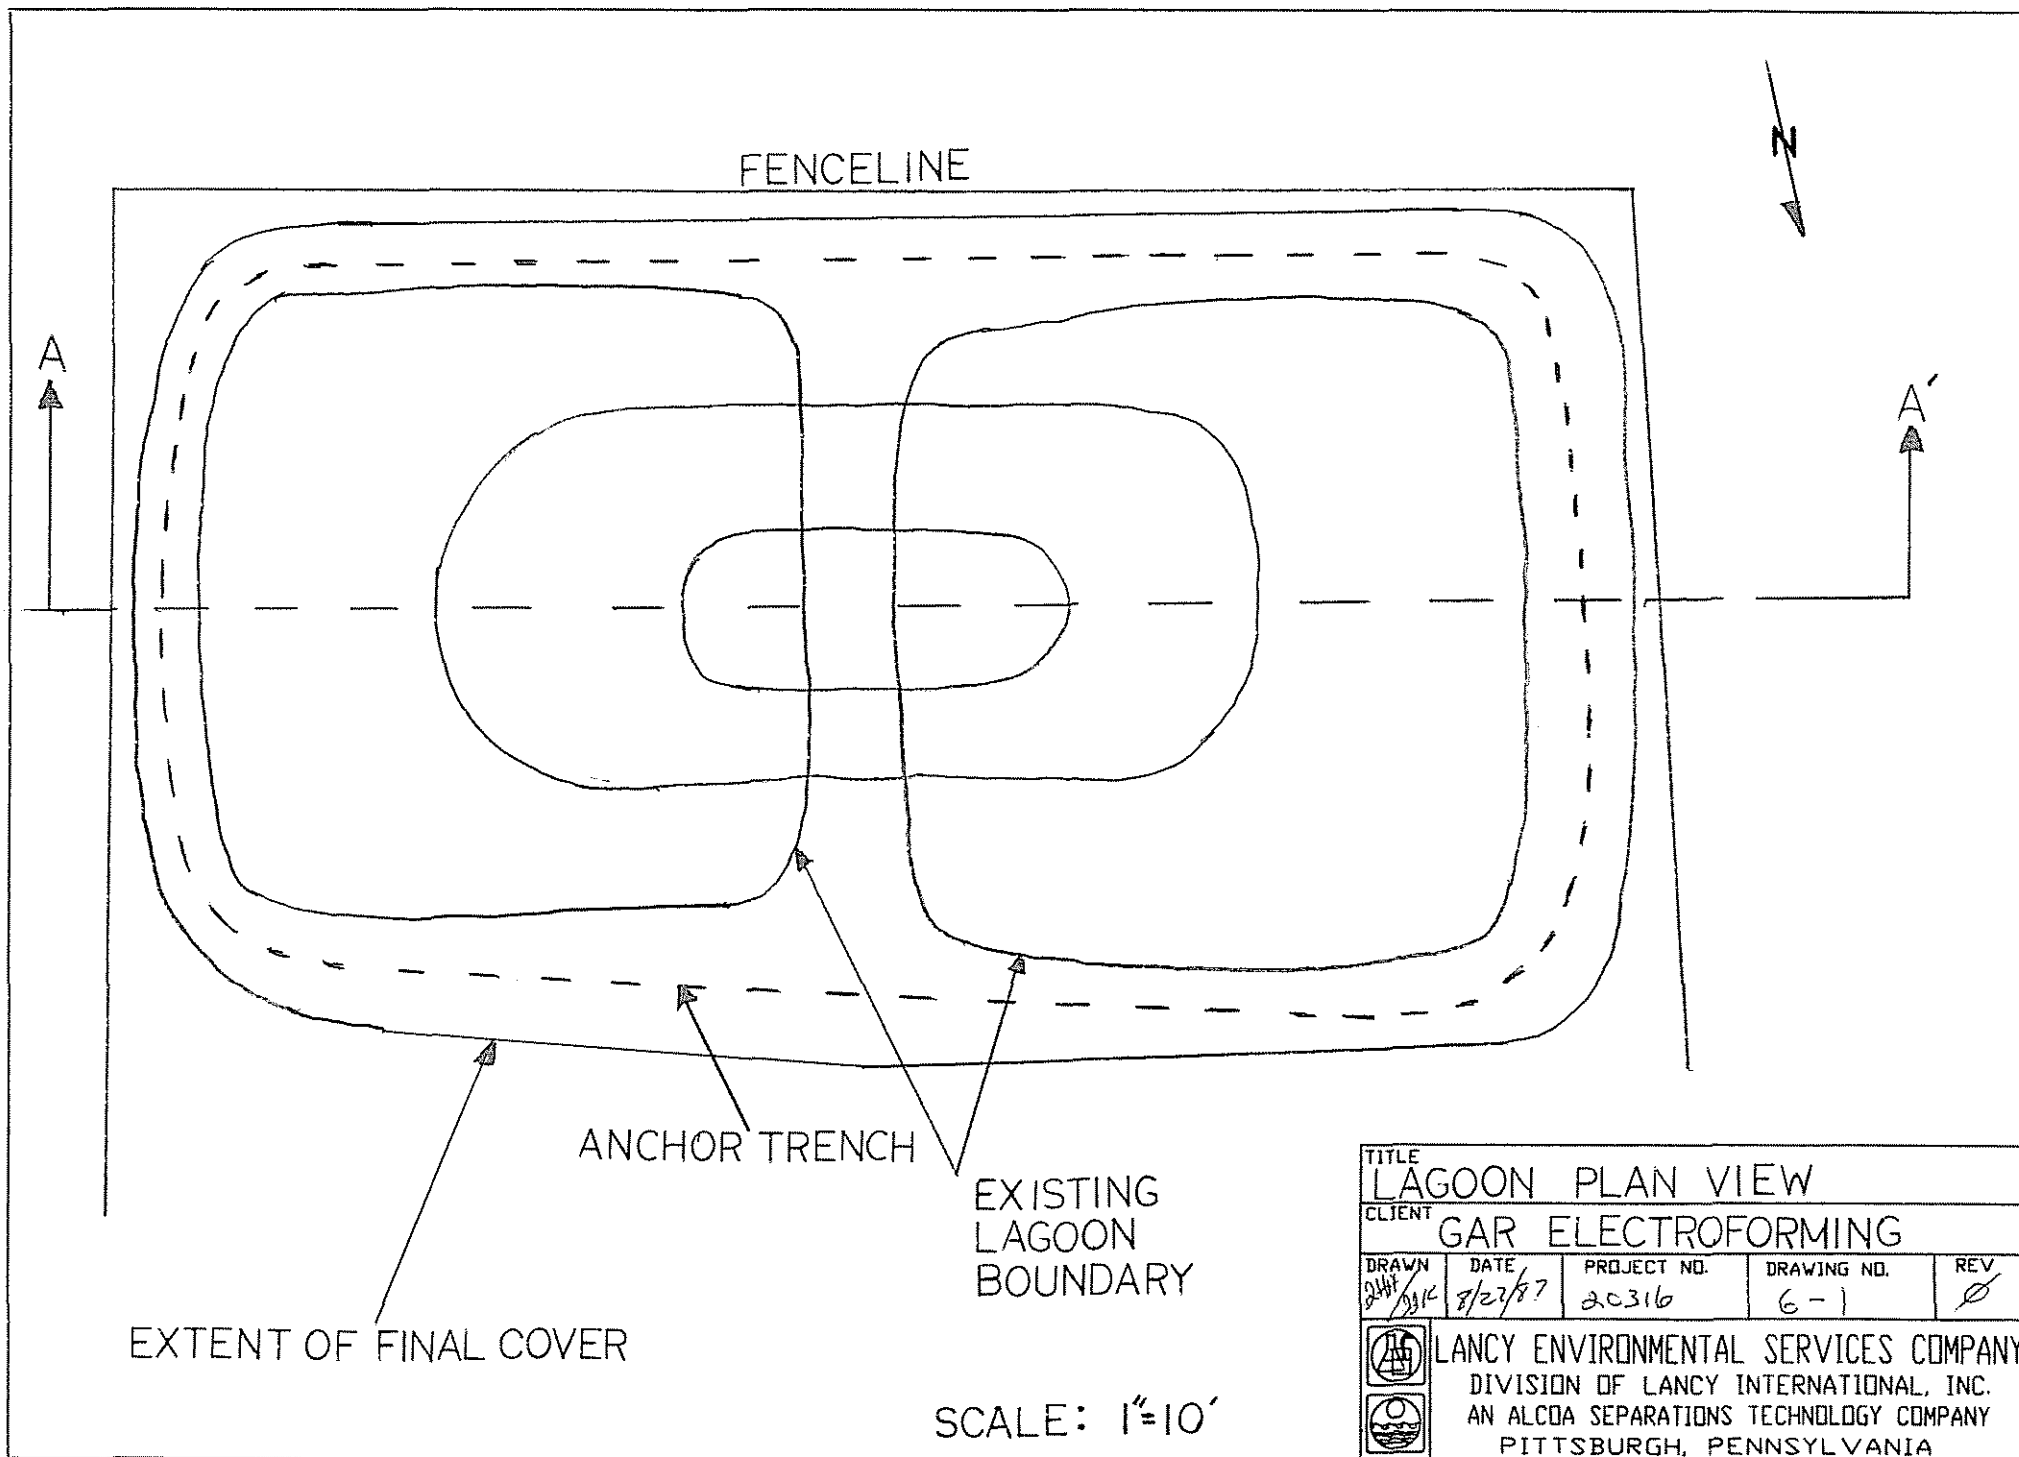 FENCELINE
N
A
A'
ANCHOR TRENCH
EXISTING
LAGOON
BOUNDARY
EXTENT OF FINAL COVER
SCALE: 1"=10'
TITLE
LAGOON PLAN VIEW
CLIENT
GAR ELECTROFORMING
DRAWN DATE PROJECT NO. DRAWING NO. REV
8/27/87 20316 6-1 Ø
LANCY ENVIRONMENTAL SERVICES COMPANY
DIVISION OF LANCY INTERNATIONAL, INC.
AN ALCOA SEPARATIONS TECHNOLOGY COMPANY
PITTSBURGH, PENNSYLVANIA